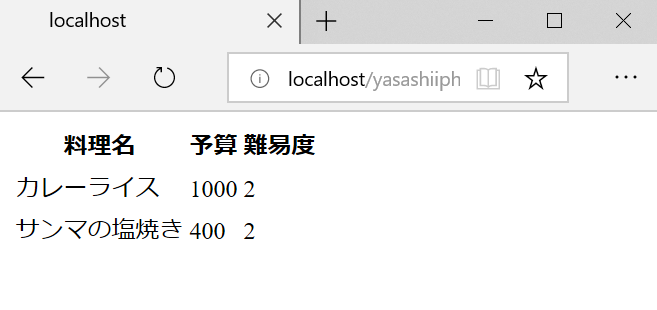 localhost
localhost/yasashiiph
料理名 予算 難易度
カレーライス 1000 2
サンマの塩焼き 400 2